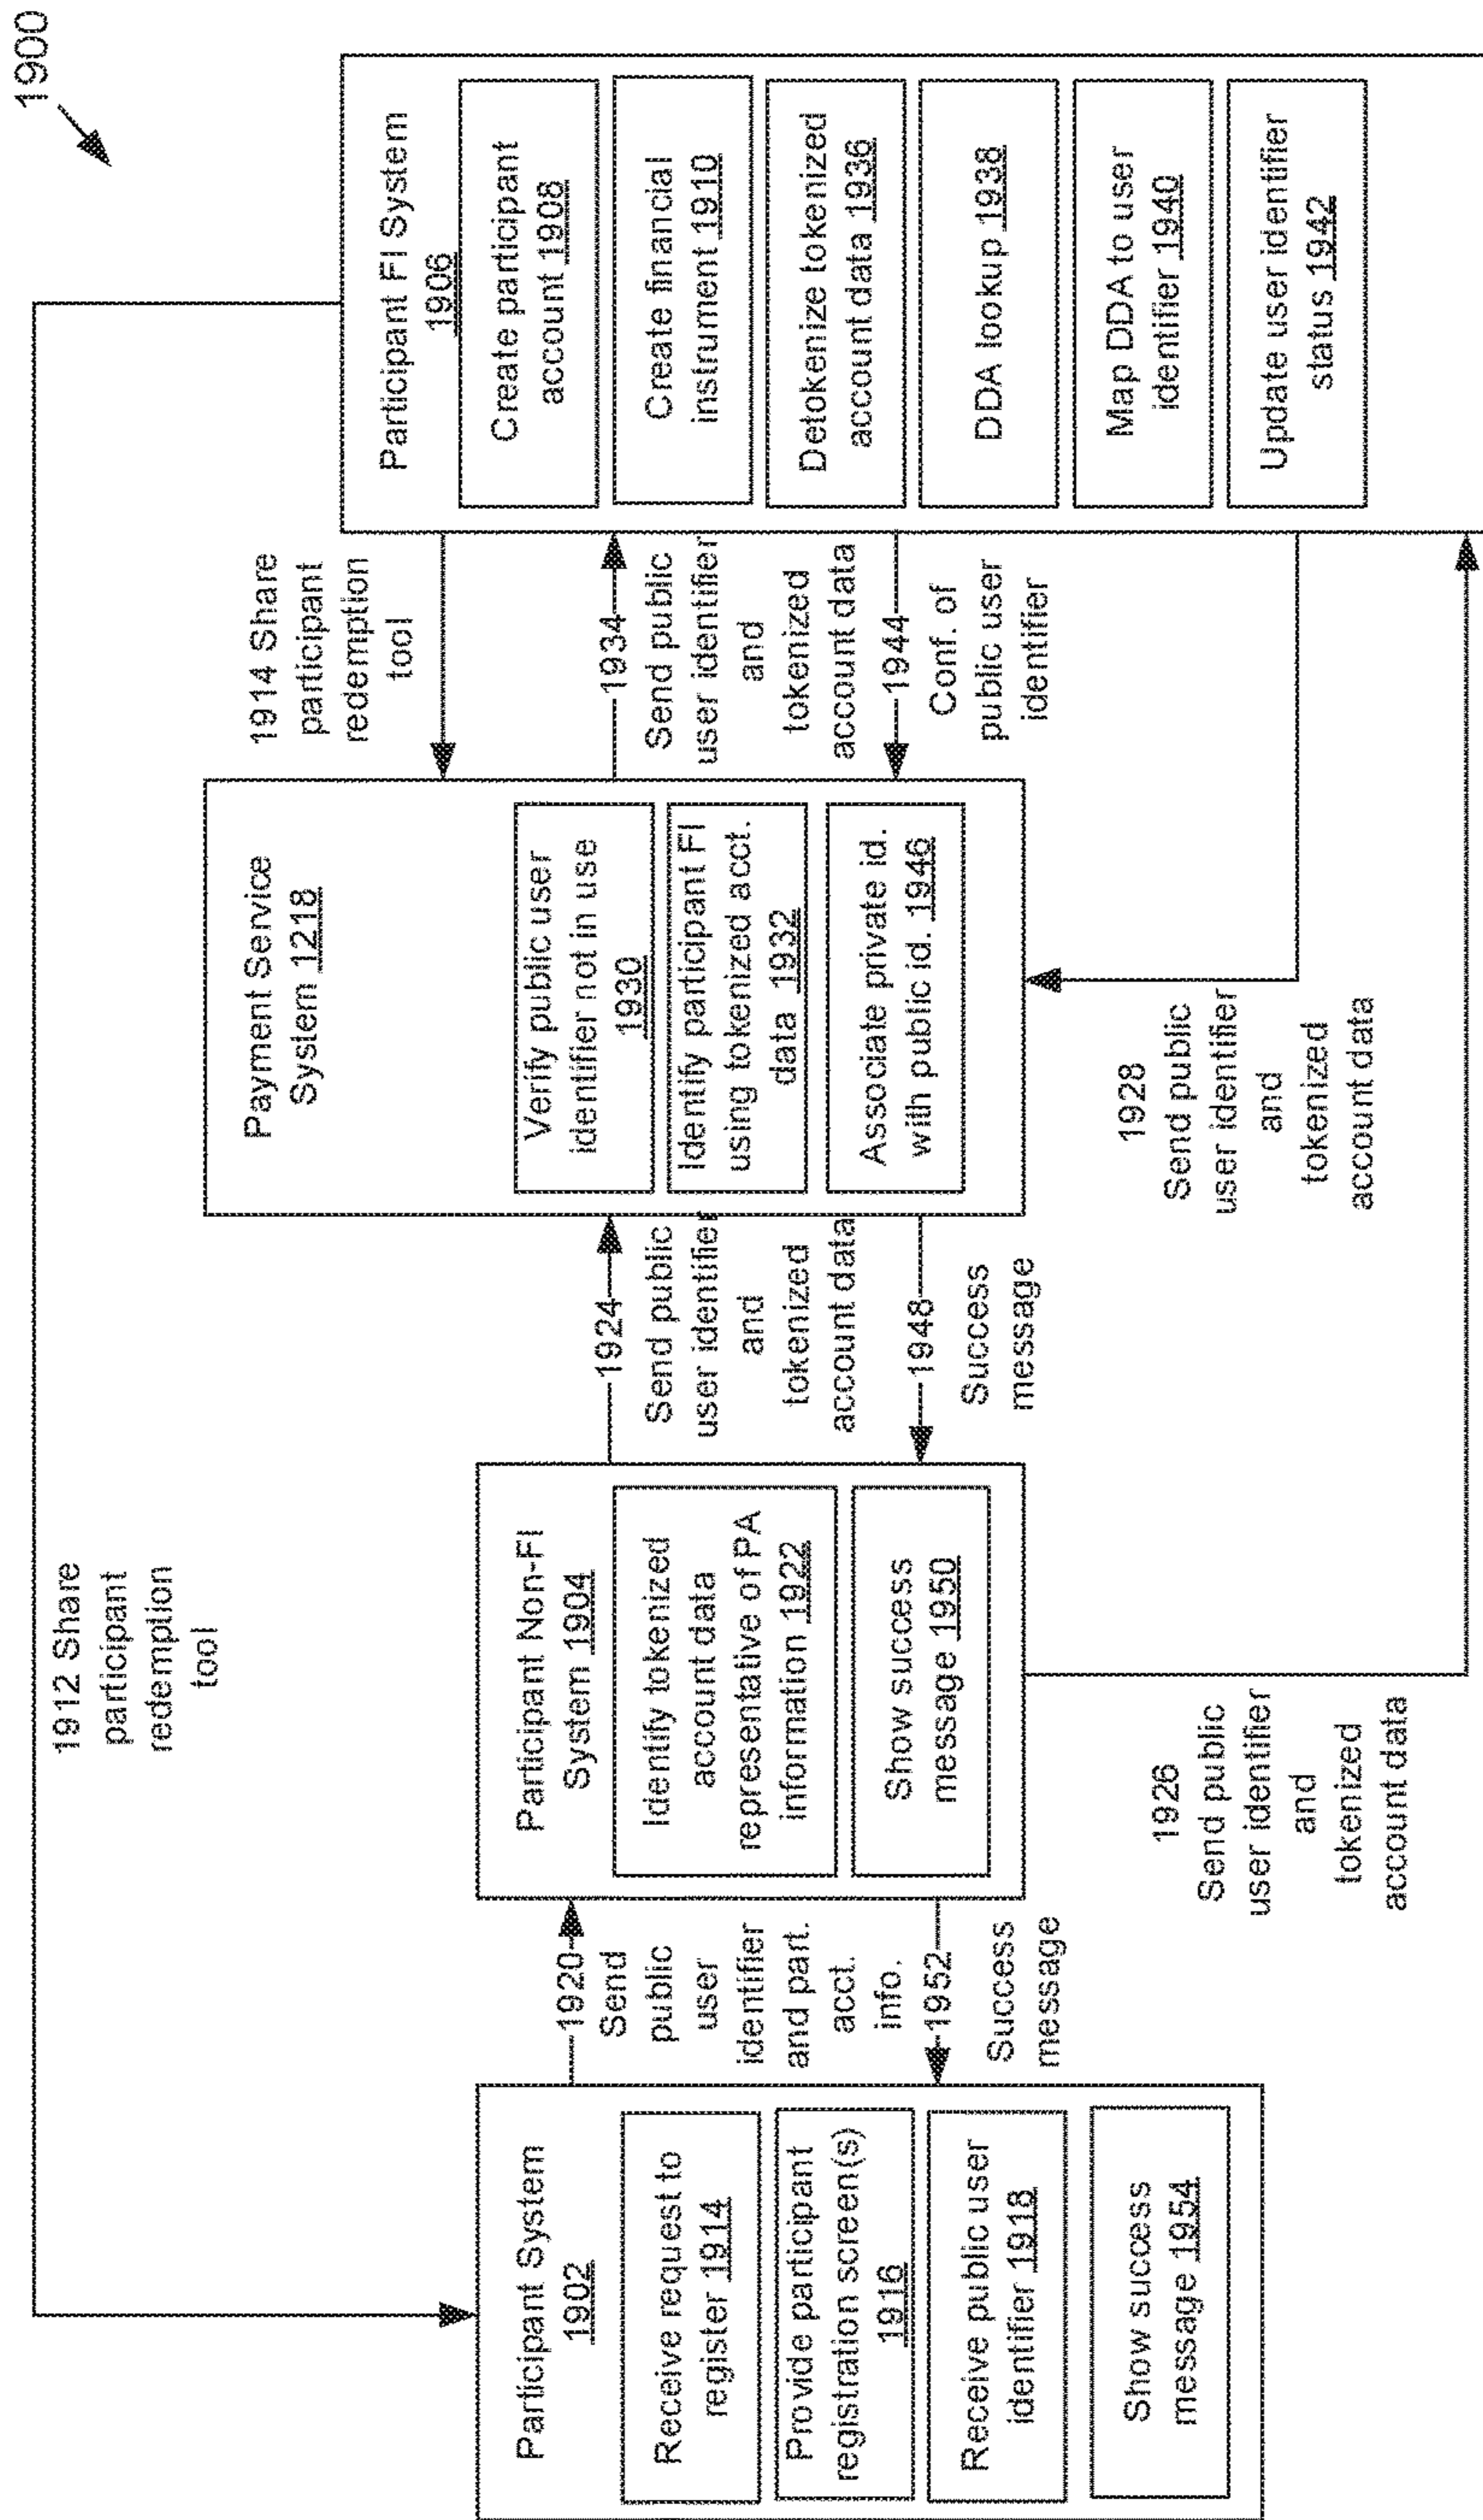 1900
1912 Share
participant
redemption
tool
Participant System
1902
Receive request to
register 1914
Provide participant
registration screen(s)
1916
Receive public user
identifier 1918
Show success
message 1954
1920
Send
public
user
identifier
and part.
acct.
info.
1952
Success
message
Participant Non-FI
System 1904
Identify tokenized
account data
representative of PA
information 1922
Show success
message 1950
1924
Send public
user identifier
and
tokenized
account data
1948
Success
message
1926
Send public
user identifier
and
tokenized
account data
Payment Service
System 1218
Verify public user
identifier not in use
1930
Identify participant FI
using tokenized acct.
data 1932
Associate private id.
with public id. 1946
1914 Share
participant
redemption
tool
1934
Send public
user identifier
and
tokenized
account data
1944
Conf. of
public user
identifier
1928
Send public
user identifier
and
tokenized
account data
Participant FI System
1906
Create participant
account 1908
Create financial
instrument 1910
Detokenize tokenized
account data 1936
DDA lookup 1938
Map DDA to user
identifier 1940
Update user identifier
status 1942